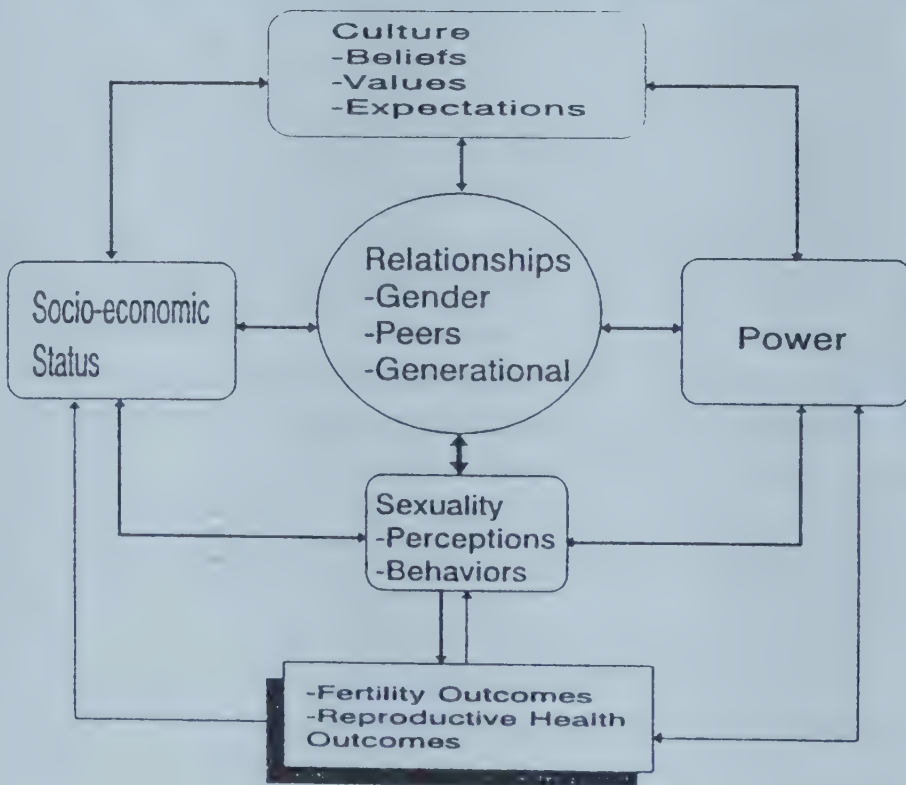 Culture
-Beliefs
-Values
-Expectations
Relationships
-Gender
-Peers
-Generational
Socio-economic
Status
Power
Sexuality
-Perceptions
-Behaviors
-Fertility Outcomes
-Reproductive Health
Outcomes